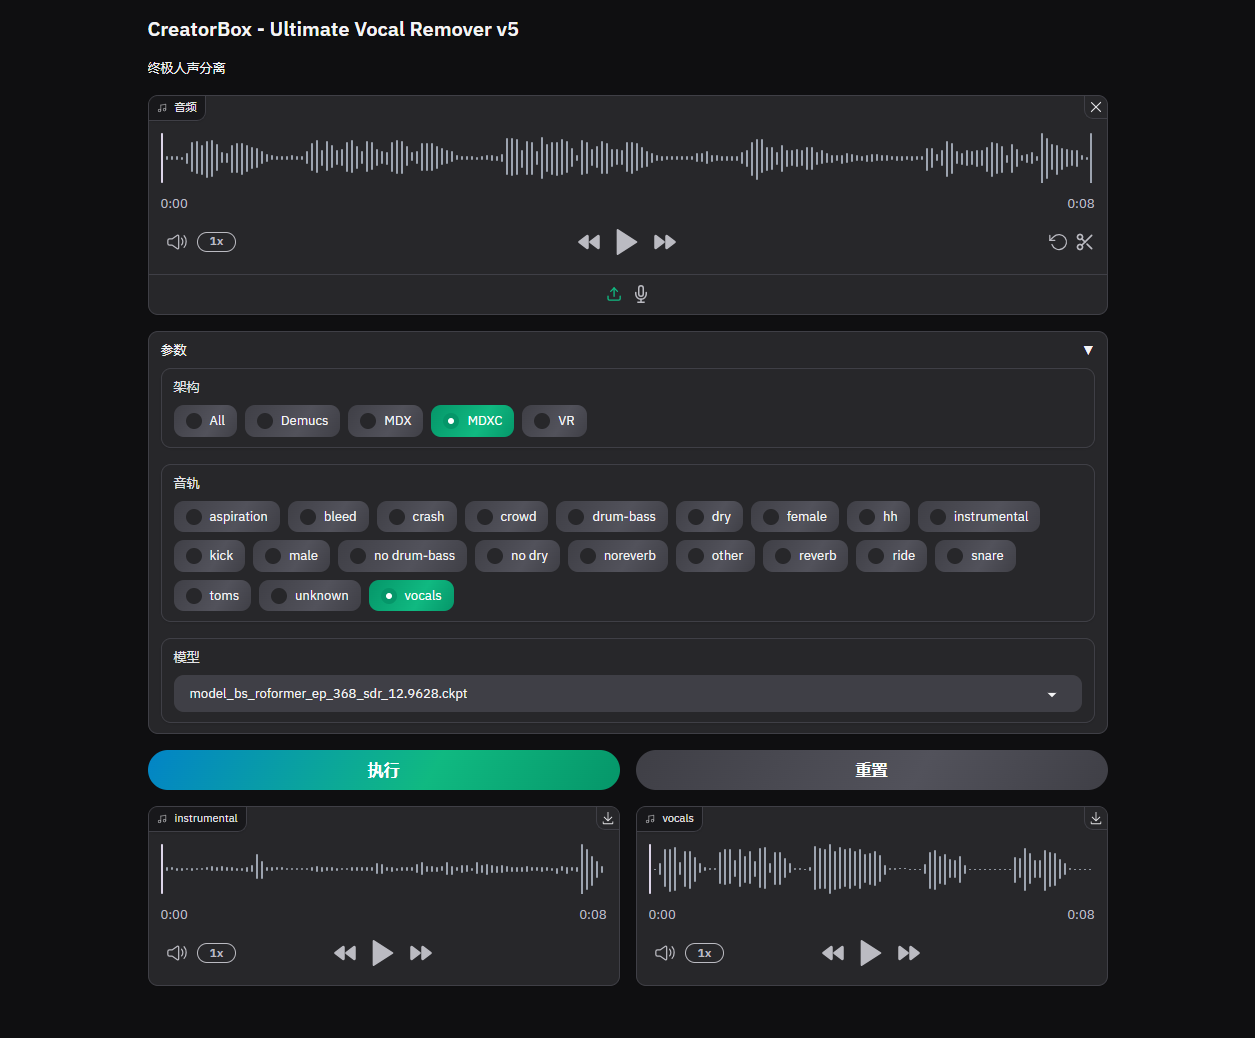 CreatorBox - Ultimate Vocal Remover v5
终极人声分离
音频
0:00 0:08
1x
参数 ▼
架构
All Demucs MDX MDXC VR
音轨
aspiration bleed crash crowd drum-bass dry female hh instrumental
kick male no drum-bass no dry noreverb other reverb ride snare
toms unknown vocals
模型
model_bs_roformer_ep_368_sdr_12.9628.ckpt
执行 重置
instrumental
0:00 0:08
1x
vocals
0:00 0:08
1x